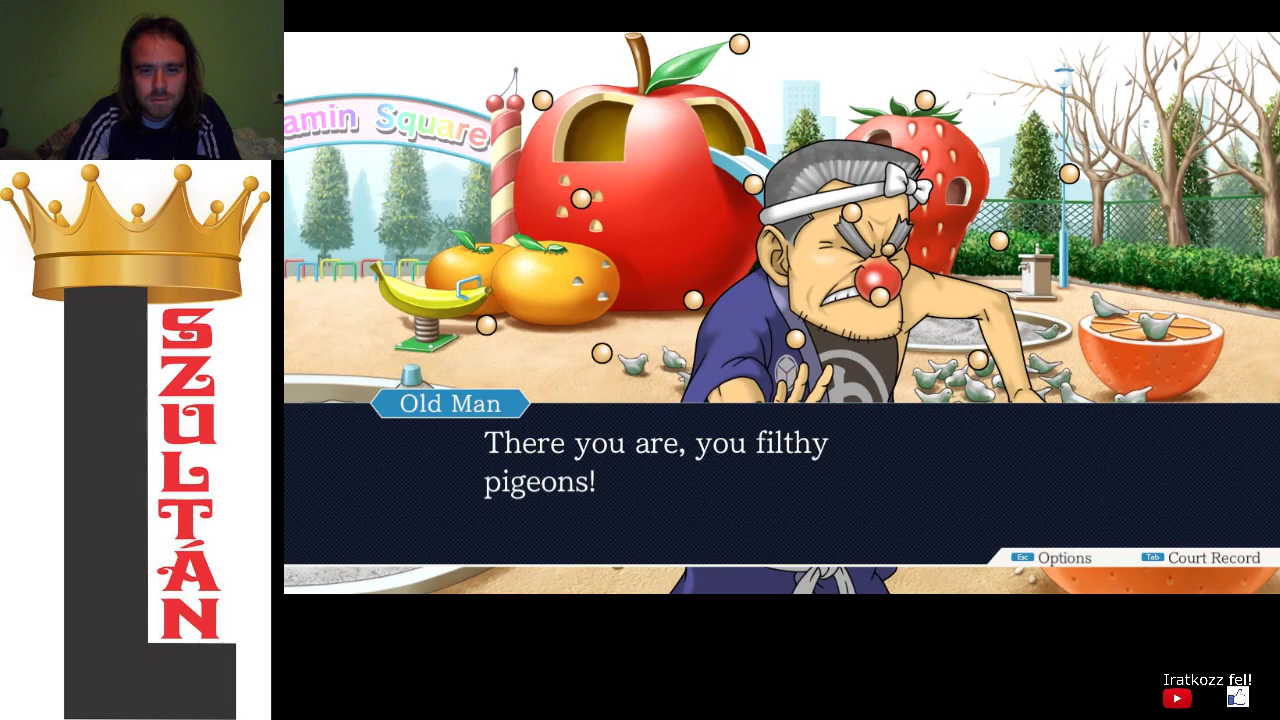 amin Square
SZULTÁN
Old Man
There you are, you filthy
pigeons!
Esc Options
Tab Court Record
Iratkozz fel!